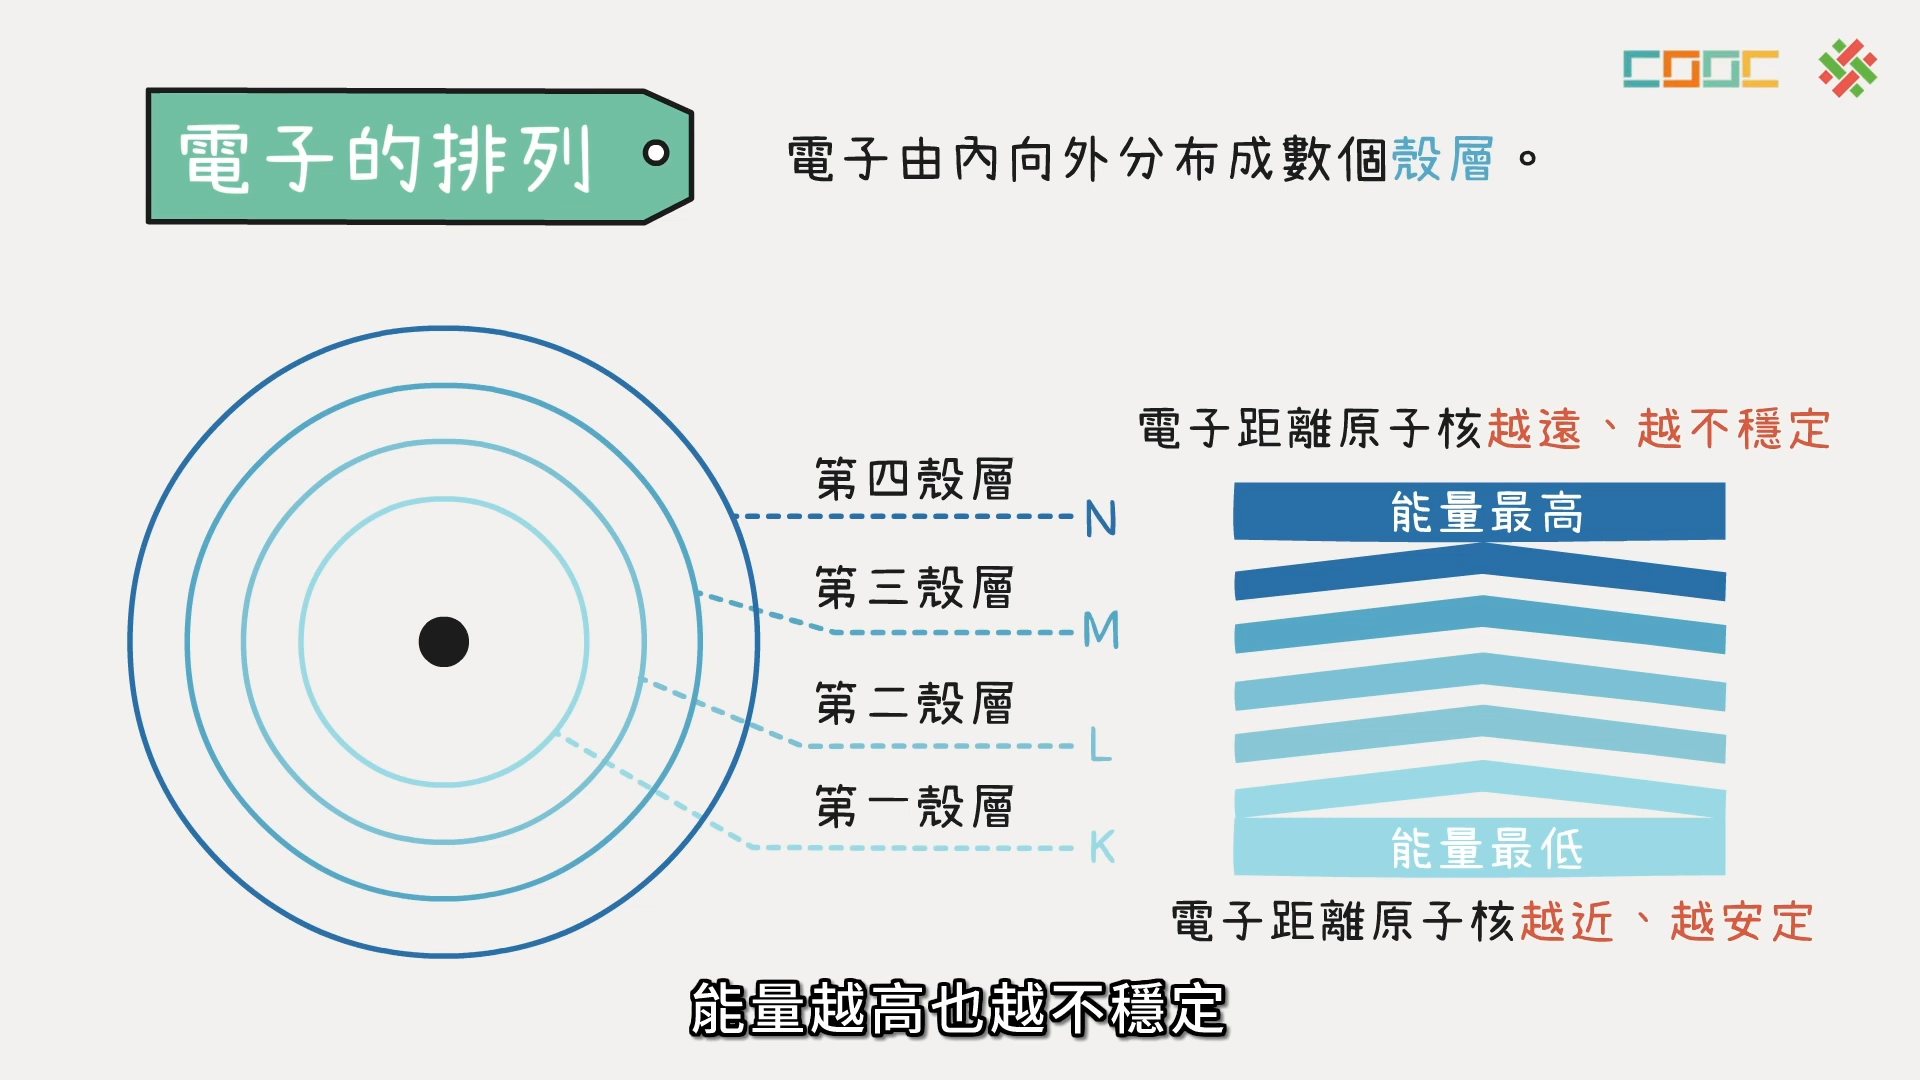 COOC
電子的排列
電子由內向外分布成數個殼層。
電子距離原子核越遠、越不穩定
第四殼層
N
能量最高
第三殼層
M
第二殼層
L
第一殼層
K
能量最低
電子距離原子核越近、越安定
能量越高也越不穩定